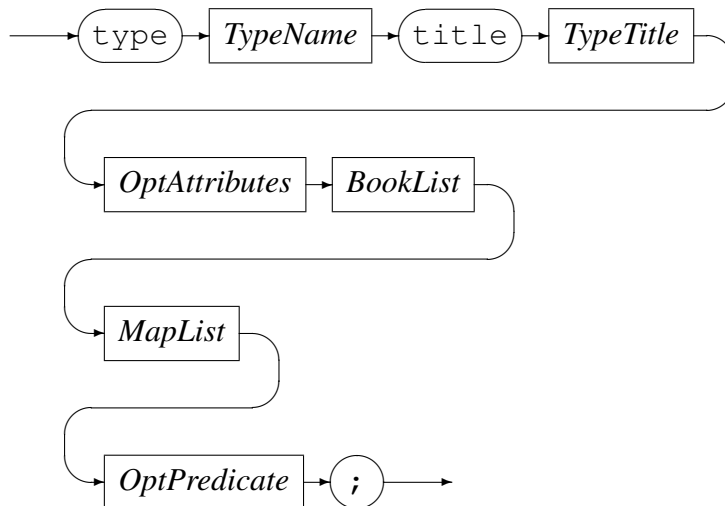 type TypeName title TypeTitle
OptAttributes BookList
MapList
OptPredicate ;